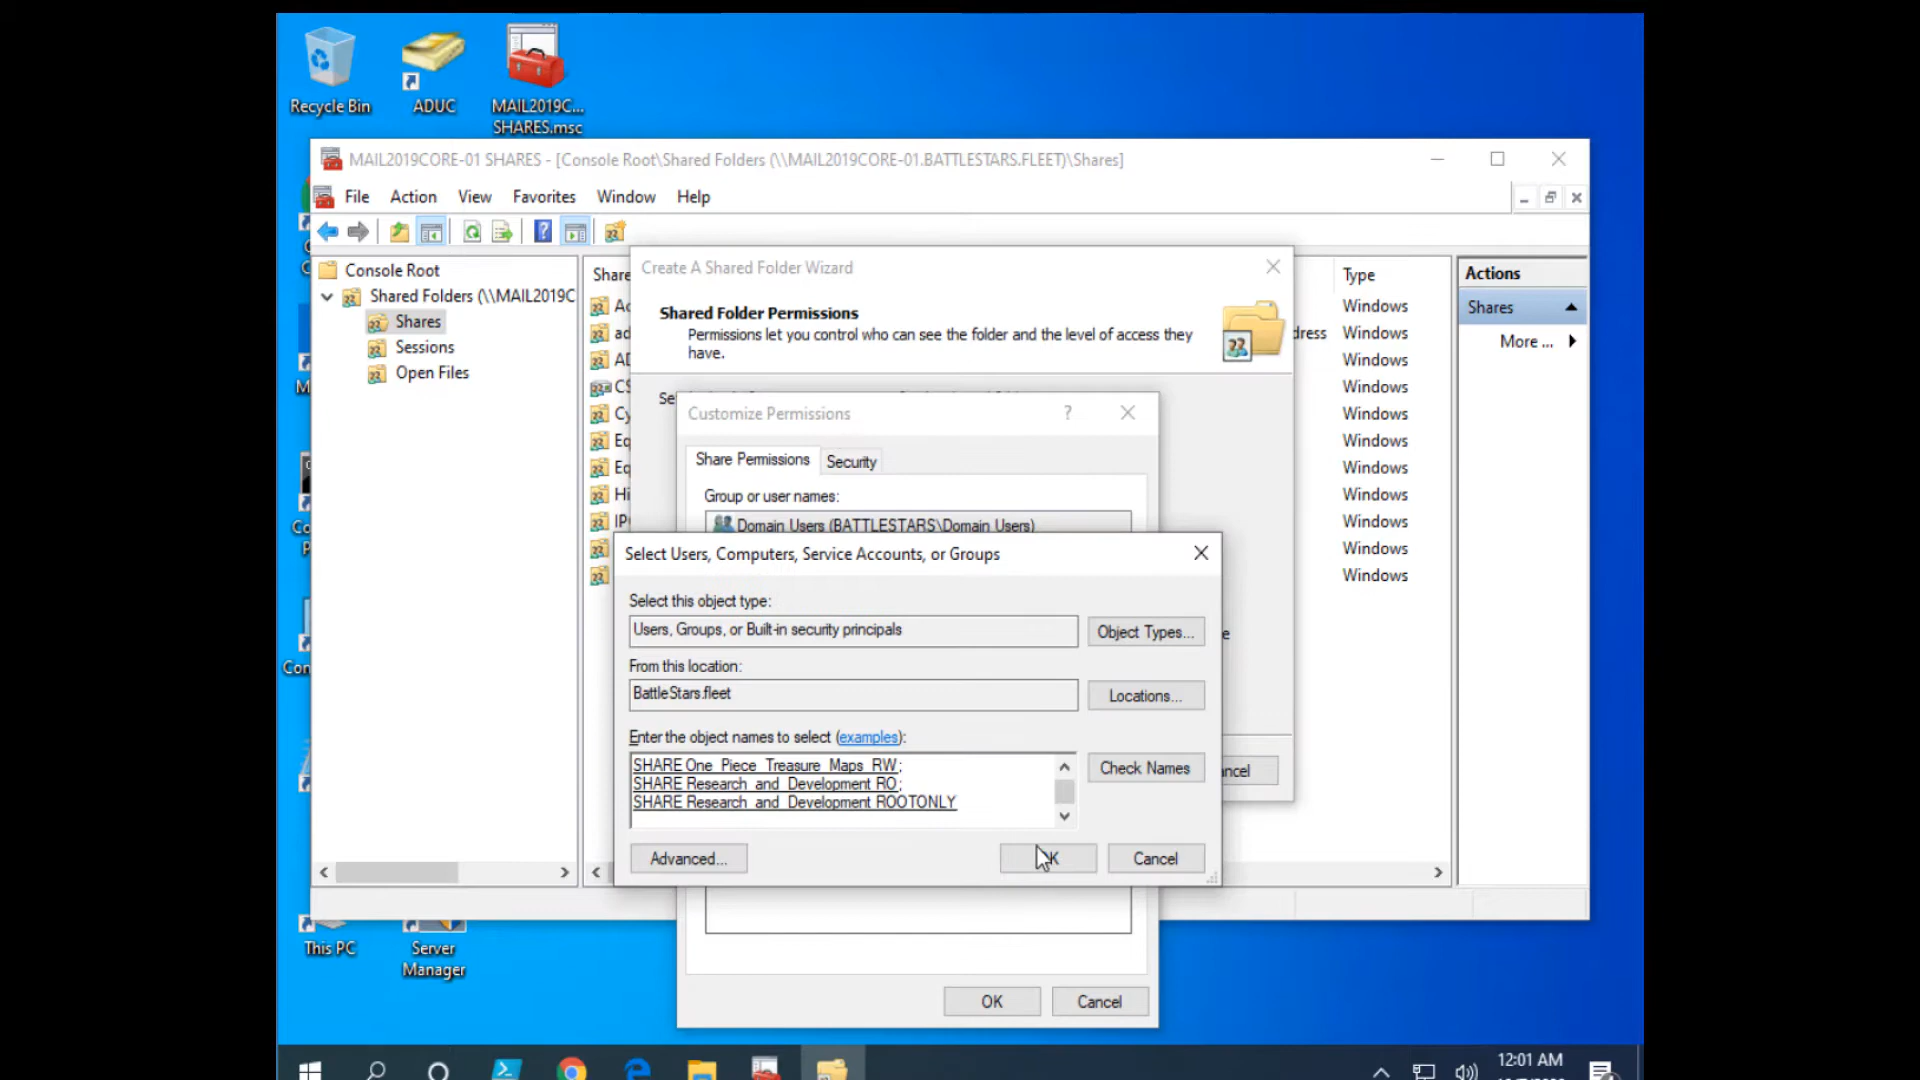 Recycle Bin
ADUC
MAIL2019C...
SHARES.msc
MAIL2019CORE-01 SHARES - [Console Root\Shared Folders (\\MAIL2019CORE-01.BATTLESTARS.FLEET)\Shares]
File Action View Favorites Window Help
Console Root
Shared Folders (\\MAIL2019C
Shares
Sessions
Open Files
Share
Type
Actions
Shares
More ...
Windows
Windows
Windows
Windows
Windows
Windows
Windows
Windows
Windows
Windows
Windows
Create A Shared Folder Wizard
Shared Folder Permissions
Permissions let you control who can see the folder and the level of access they
have.
Customize Permissions
Share Permissions Security
Group or user names:
Domain Users (BATTLESTARS\Domain Users)
Select Users, Computers, Service Accounts, or Groups
Select this object type:
Users, Groups, or Built-in security principals
Object Types...
From this location:
BattleStars.fleet
Locations...
Enter the object names to select (examples):
SHARE One_Piece_Treasure_Maps_RW;
SHARE Research_and_Development RO;
SHARE Research_and_Development ROOTONLY
Check Names
Advanced...
Cancel
OK
Cancel
This PC
Server
Manager
12:01 AM